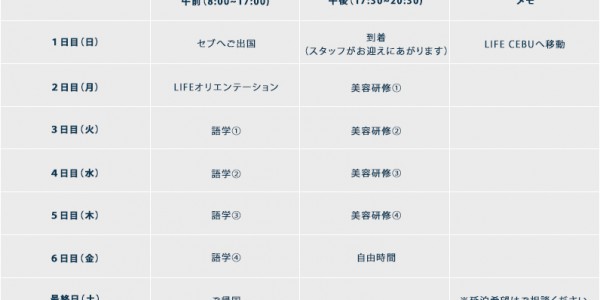 午前（8:00~17:00） 午後（17:30~20:30） メモ
1日目（日） セブへご出国 到着
（スタッフがお迎えにあがります） LIFE CEBUへ移動
2日目（月） LIFEオリエンテーション 美容研修①
3日目（火） 語学① 美容研修②
4日目（水） 語学② 美容研修③
5日目（木） 語学③ 美容研修④
6日目（金） 語学④ 自由時間
最終日（土） ご帰国 ※延泊希望はご相談ください